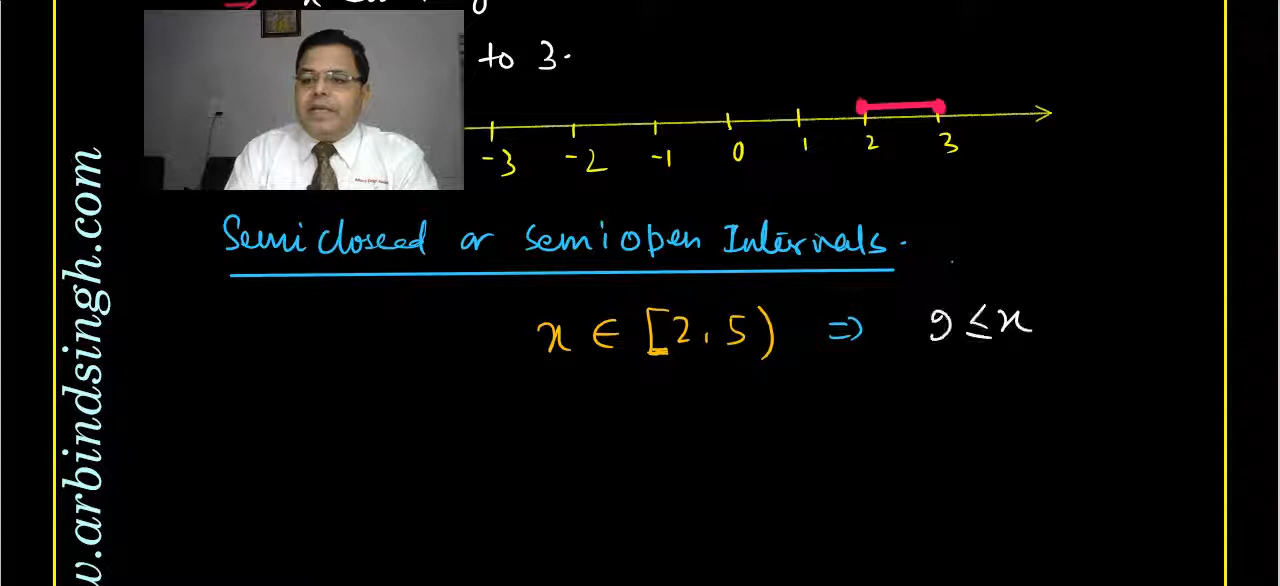 to 3.
-3 -2 -1 0 1 2 3
Semi closed or semi open Intervals.
x ∈ [2, 5) ⇒ 2 ≤ x
w.arbindsingh.com